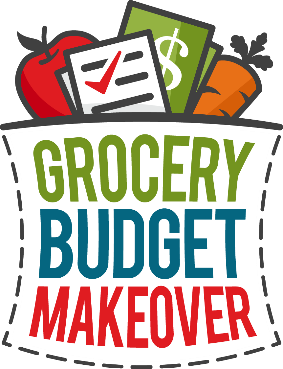 $
GROCERY
BUDGET
MAKEOVER